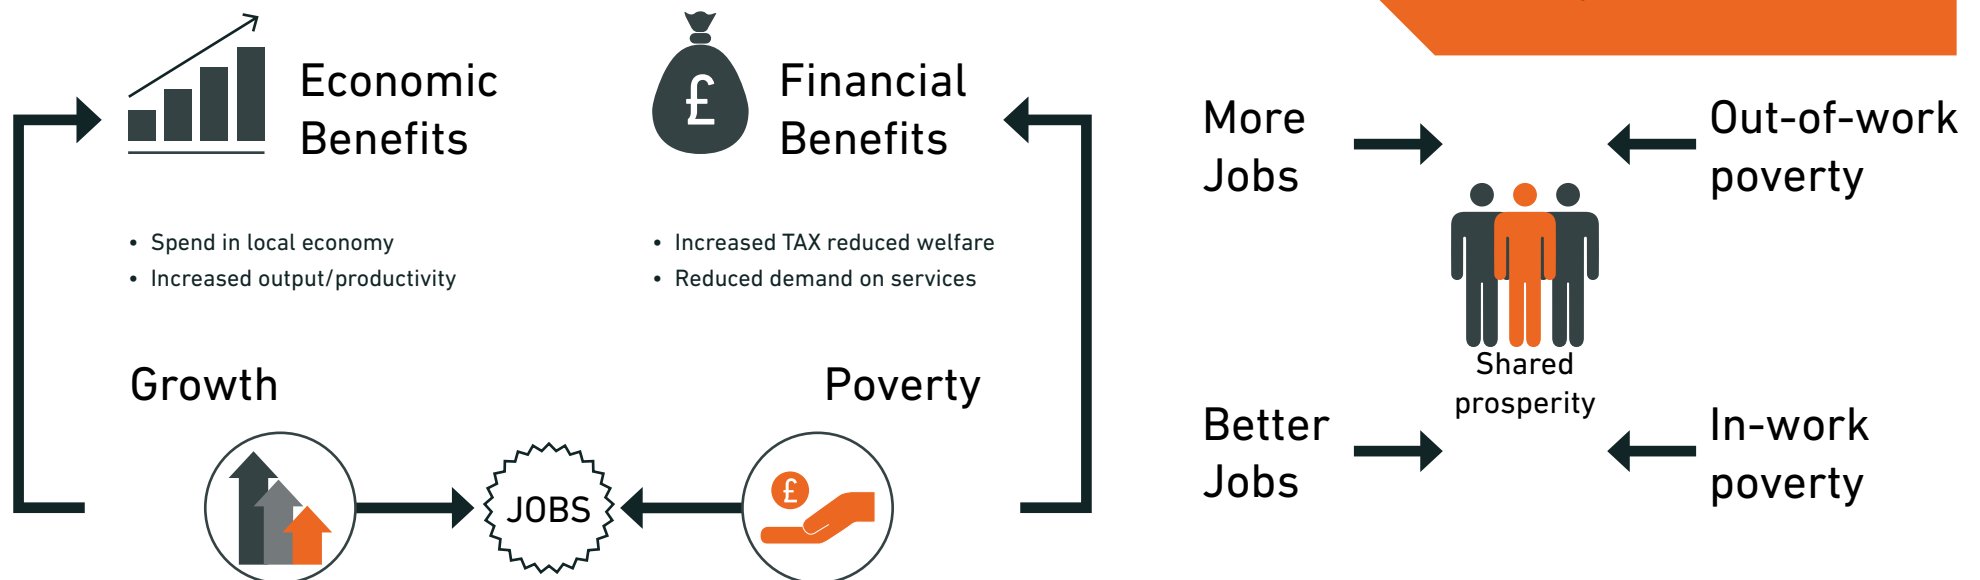 Economic
Benefits
£
Financial
Benefits
• Spend in local economy
• Increased output/productivity
• Increased TAX reduced welfare
• Reduced demand on services
Growth
Poverty
JOBS
£
More
Jobs
Out-of-work
poverty
Shared
prosperity
Better
Jobs
In-work
poverty